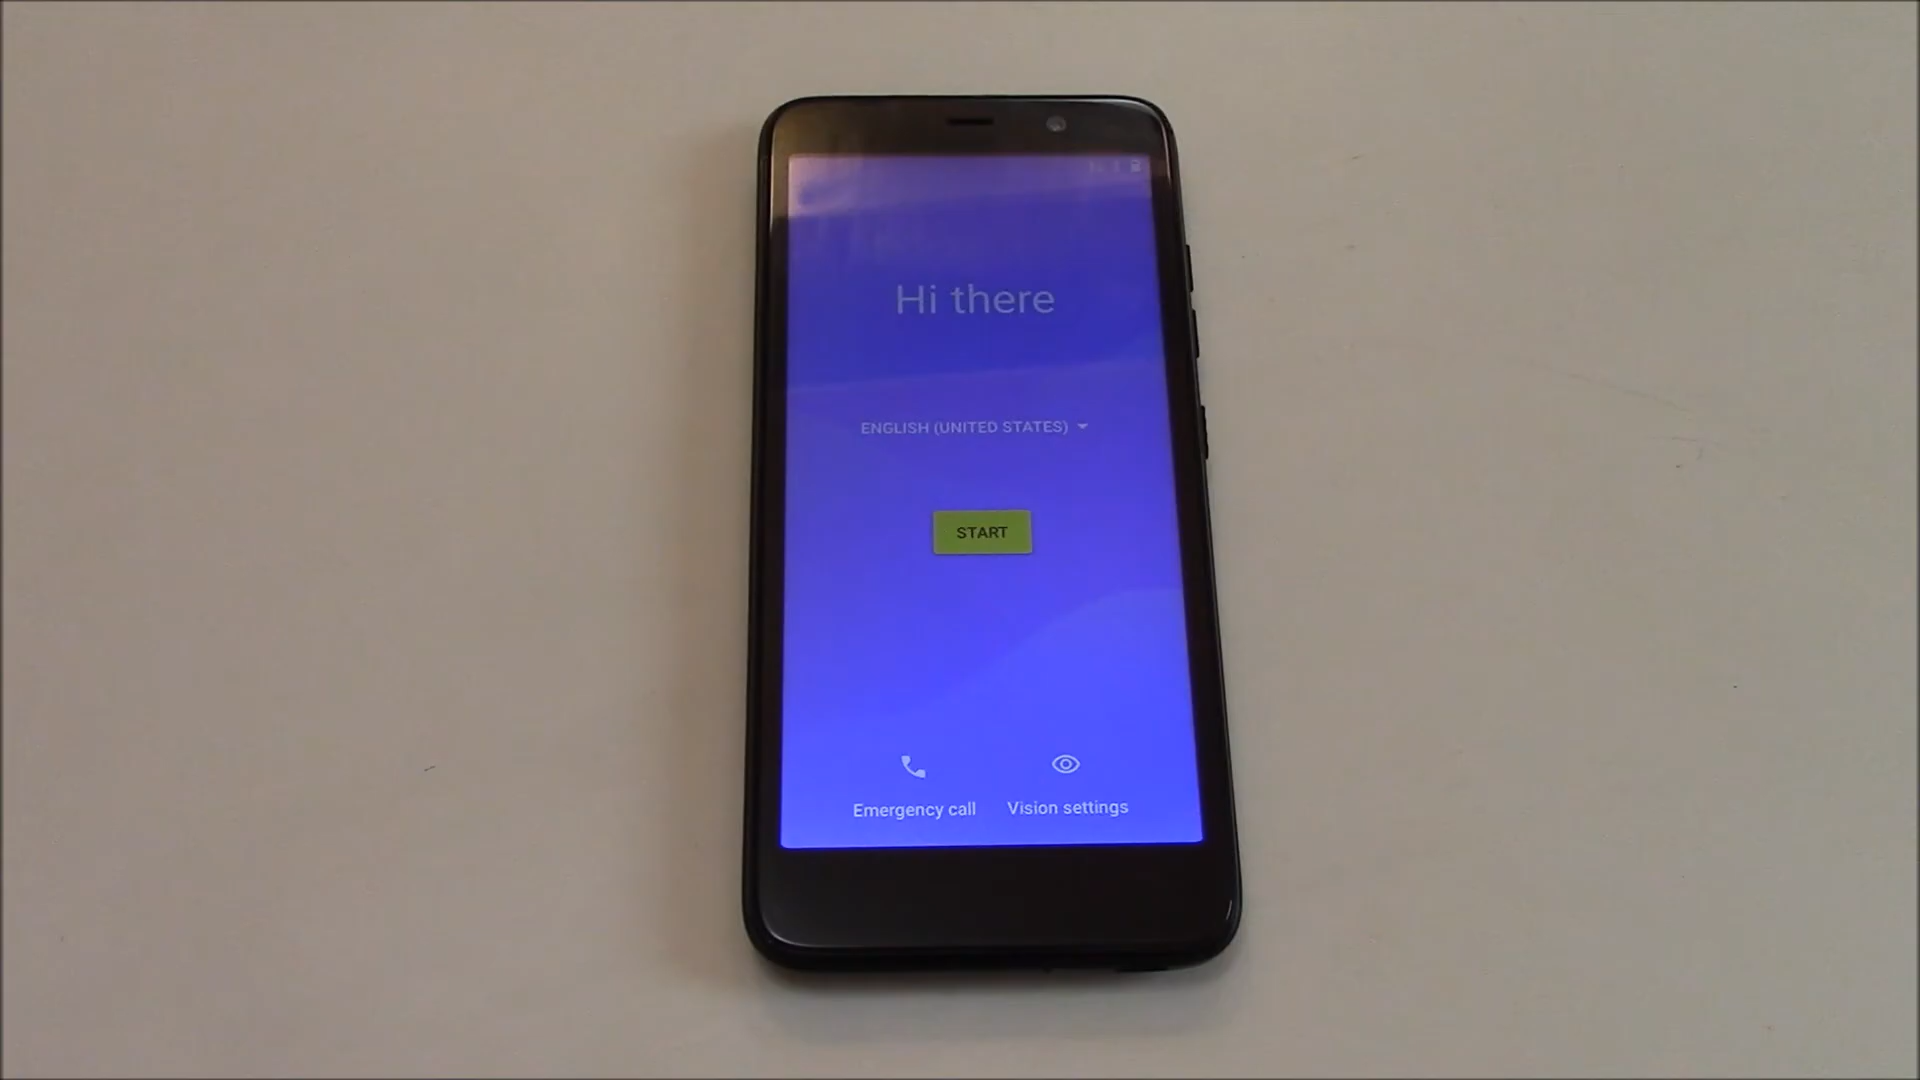 Hi there
ENGLISH (UNITED STATES)
START
Emergency call
Vision settings